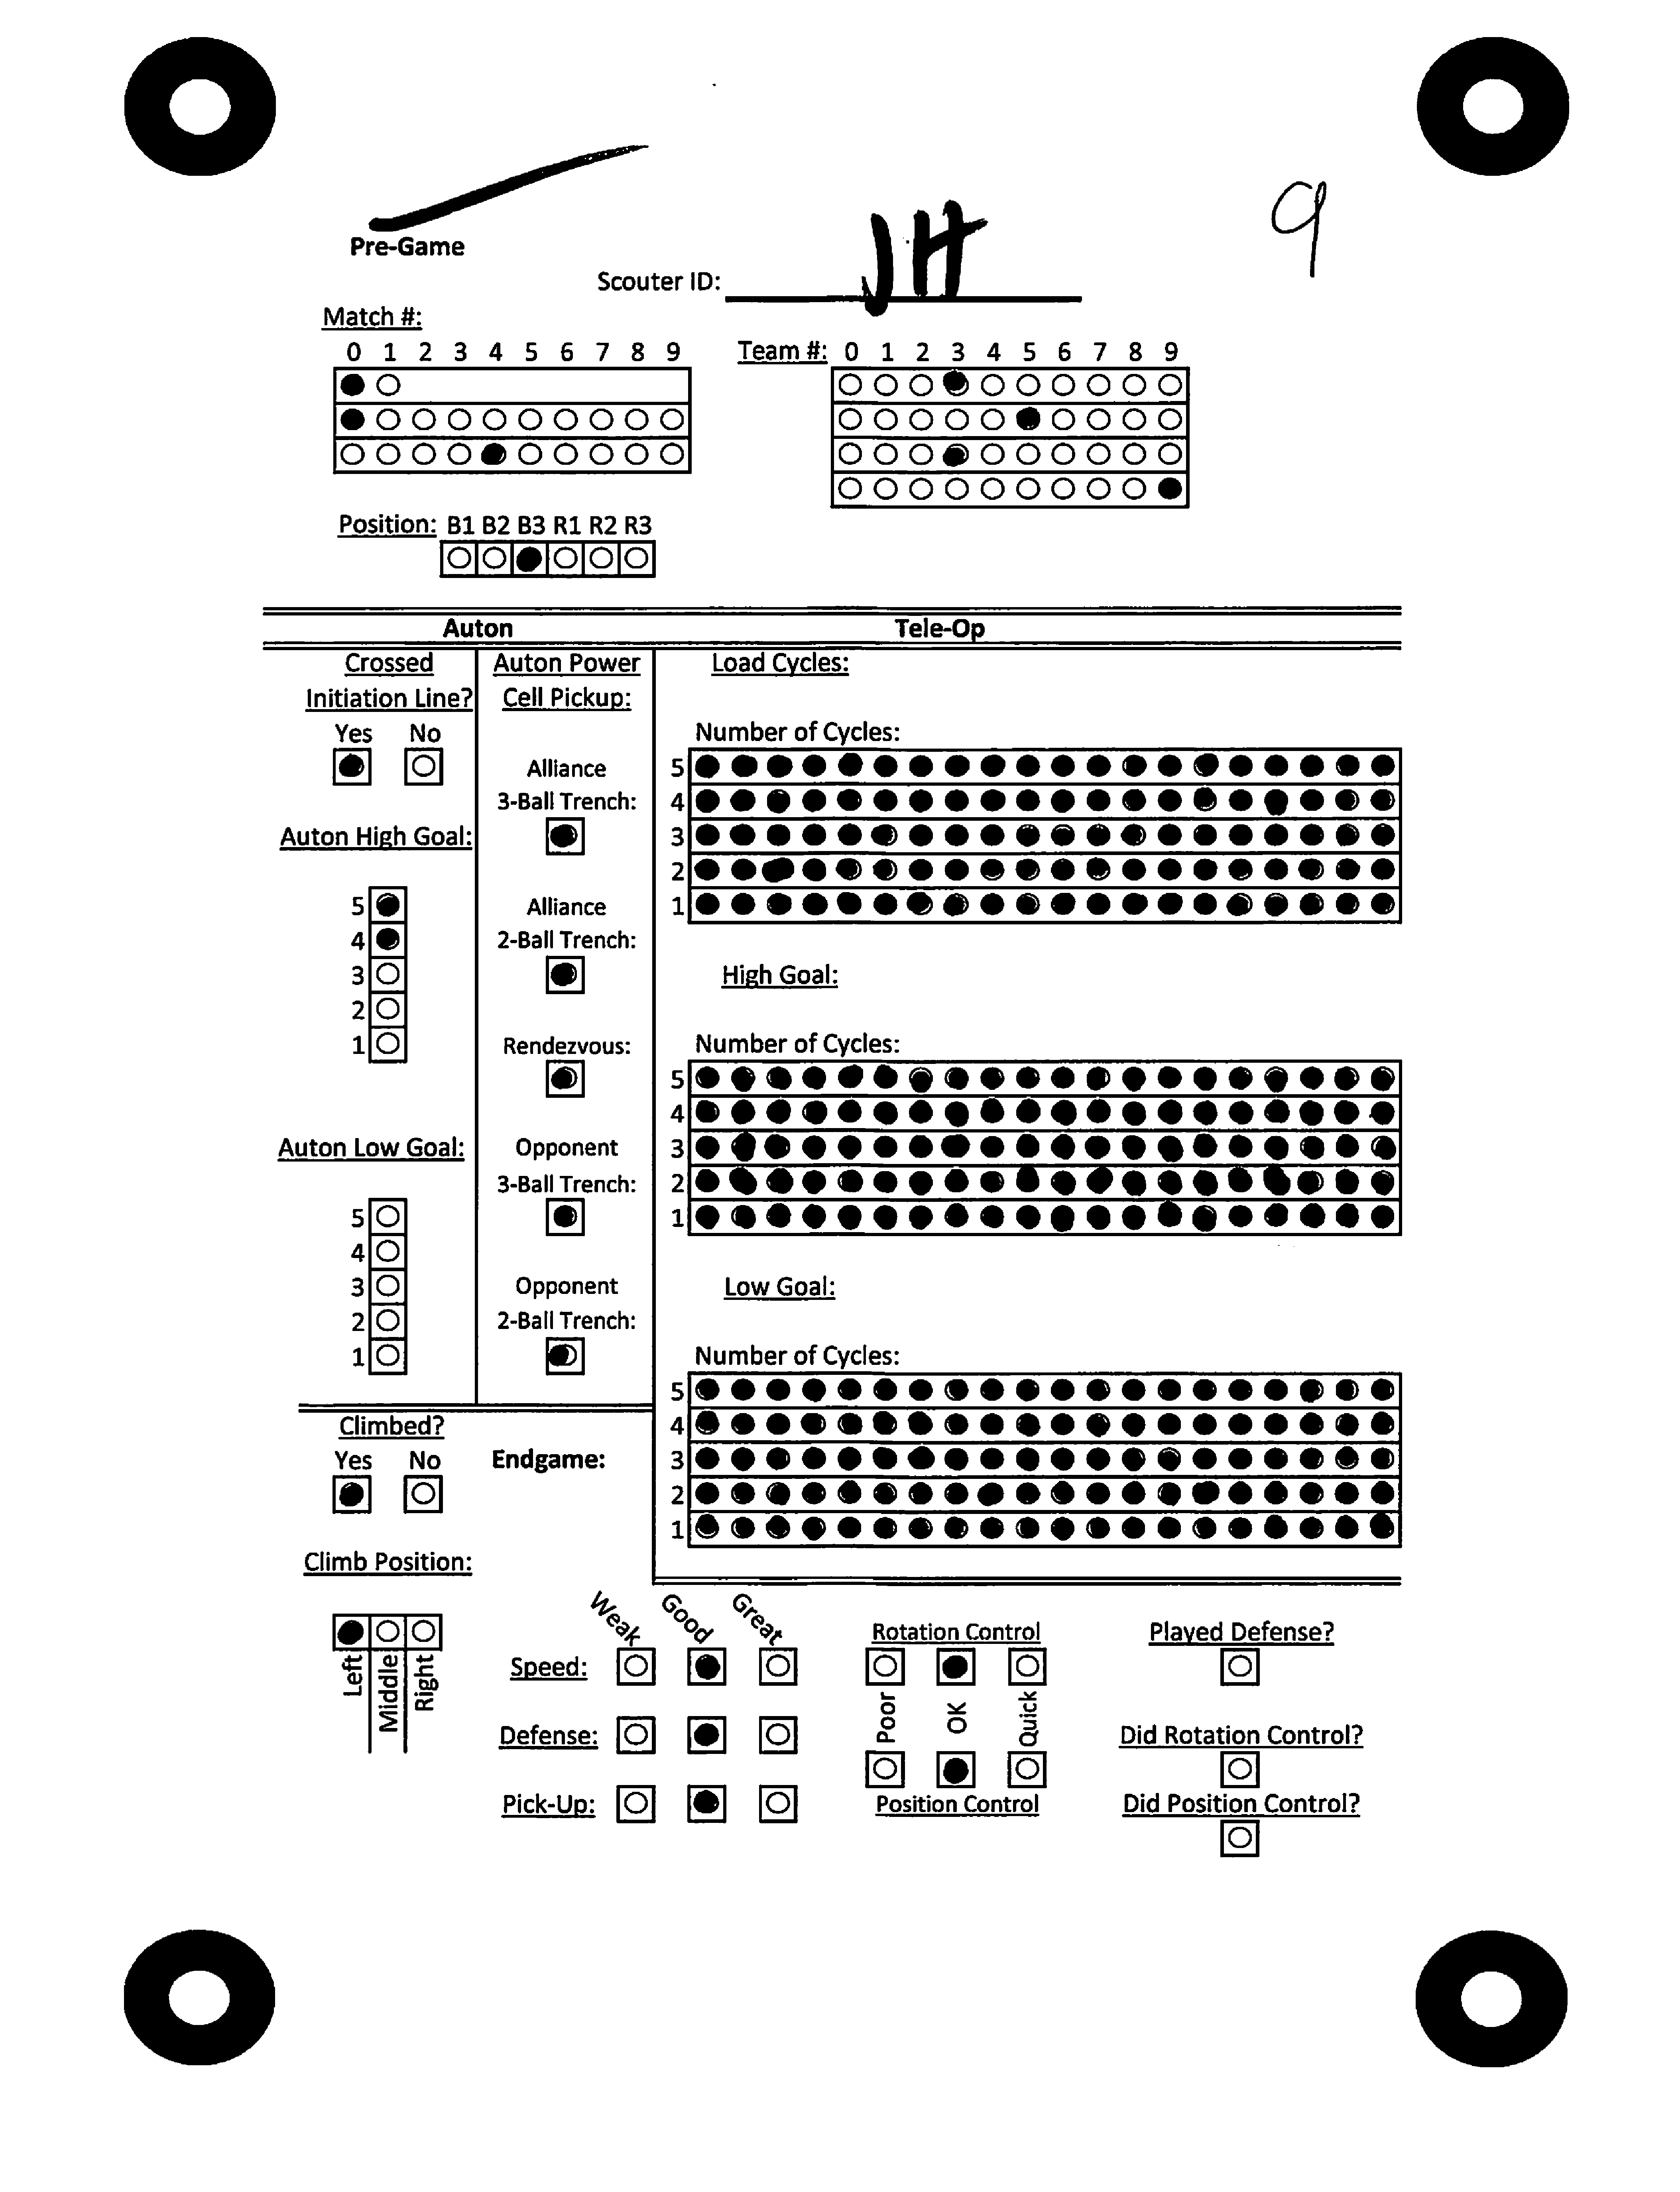 9
JH
Pre-Game
Scouter ID:
Match #:
0 1 2 3 4 5 6 7 8 9
Team #: 0 1 2 3 4 5 6 7 8 9
Position: B1 B2 B3 R1 R2 R3
Auton
Tele-Op
Crossed
Initiation Line?
Yes No
Auton High Goal:
5
4
3
2
1
Auton Low Goal:
5
4
3
2
1
Auton Power
Cell Pickup:
Alliance
3-Ball Trench:
Alliance
2-Ball Trench:
Rendezvous:
Opponent
3-Ball Trench:
Opponent
2-Ball Trench:
Load Cycles:
Number of Cycles:
5
4
3
2
1
High Goal:
Number of Cycles:
5
4
3
2
1
Low Goal:
Number of Cycles:
5
4
3
2
1
Climbed?
Yes No
Endgame:
Climb Position:
Left
Middle
Right
Weak
Good
Great
Speed:
Defense:
Pick-Up:
Rotation Control
Poor
OK
Quick
Position Control
Played Defense?
Did Rotation Control?
Did Position Control?